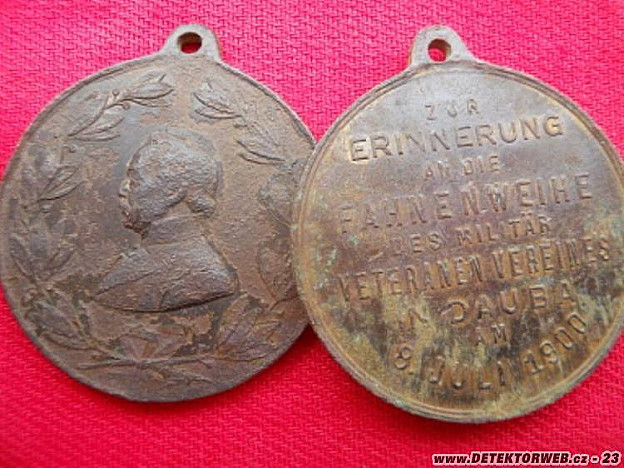 ZUR
ERINNERUNG
AN DIE
FAHNENWEIHE
DES MILITÄR
VETERANEN VEREINES
IN DAUBA
AM
8. JULI 1900
www.DETEKTORWEB.cz - 23